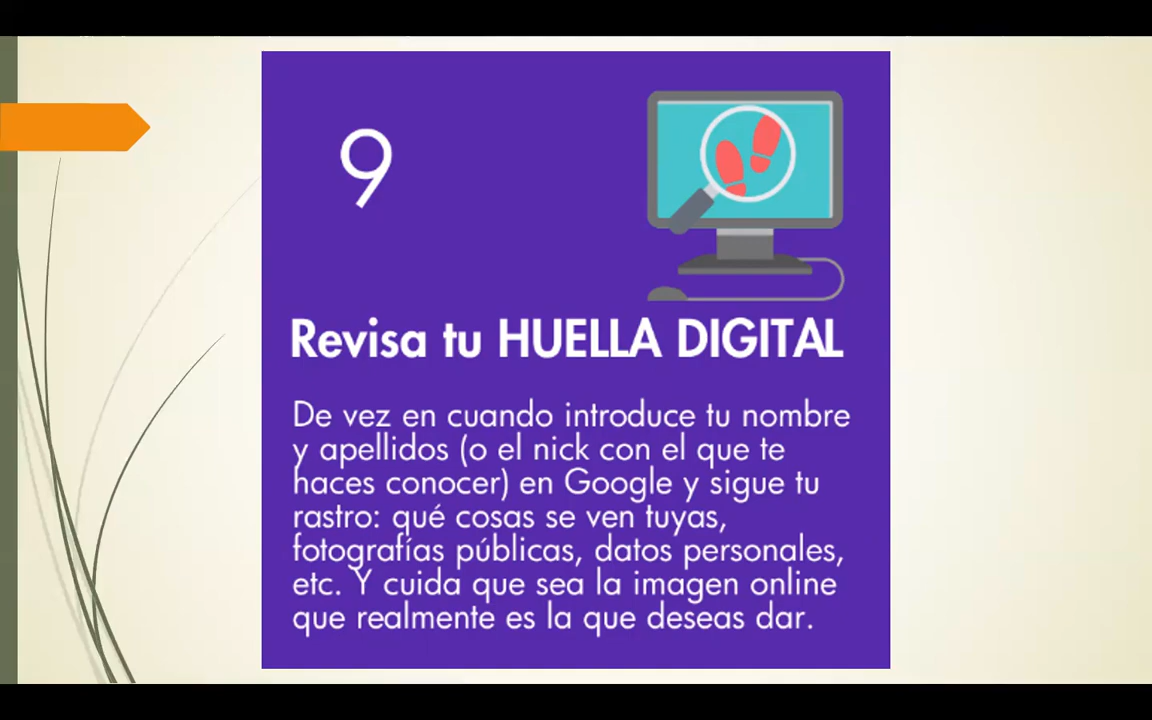 9
Revisa tu HUELLA DIGITAL
De vez en cuando introduce tu nombre
y apellidos (o el nick con el que te
haces conocer) en Google y sigue tu
rastro: qué cosas se ven tuyas,
fotografías públicas, datos personales,
etc. Y cuida que sea la imagen online
que realmente es la que deseas dar.